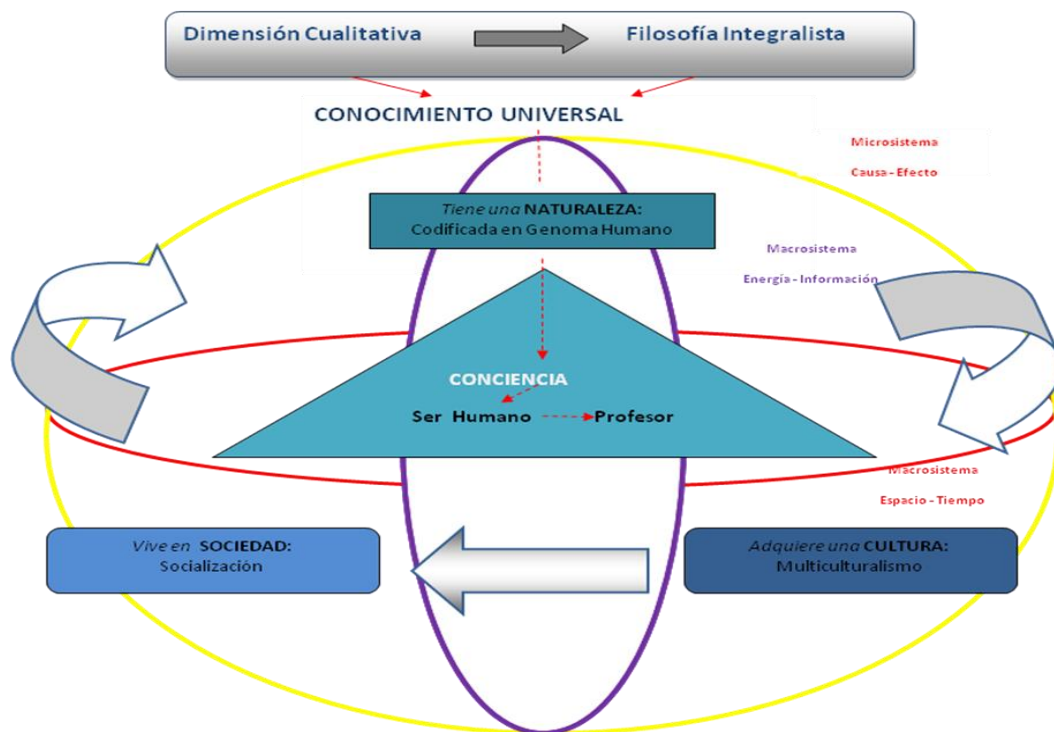 Dimensión Cualitativa
Filosofía Integralista
CONOCIMIENTO UNIVERSAL
Microsistema
Causa - Efecto
Tiene una NATURALEZA:
Codificada en Genoma Humano
Macrosistema
Energía - Información
CONCIENCIA
Ser Humano
Profesor
Macrosistema
Espacio - Tiempo
Vive en SOCIEDAD:
Socialización
Adquiere una CULTURA:
Multiculturalismo